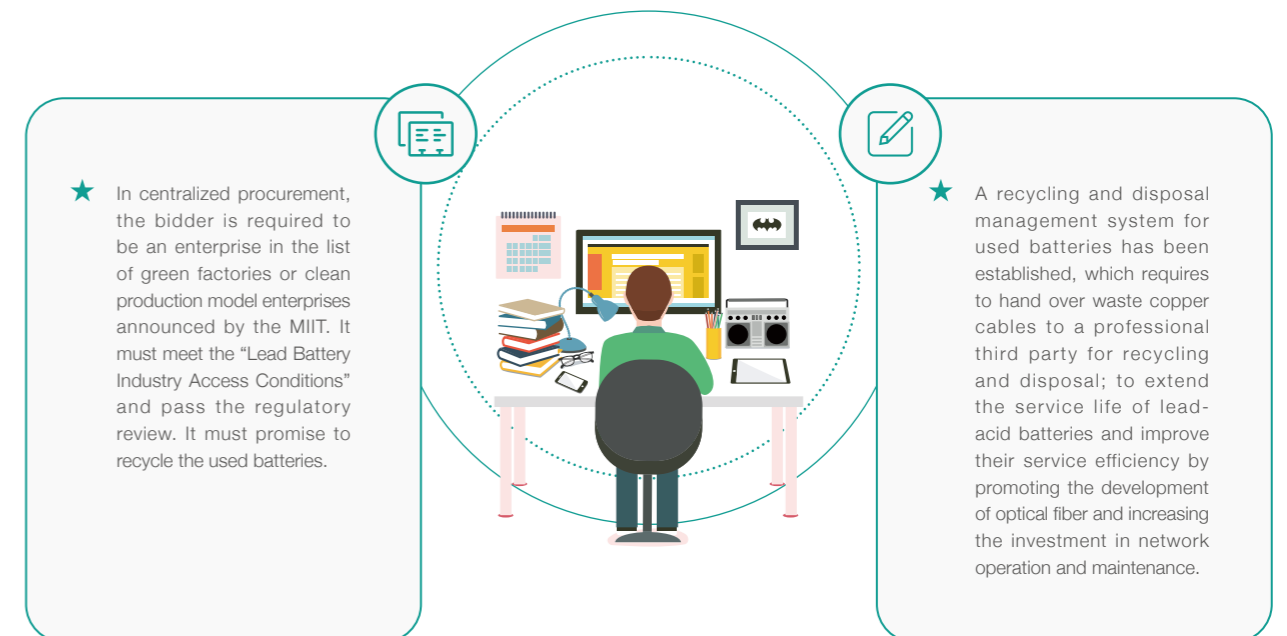 In centralized procurement,
the bidder is required to
be an enterprise in the list
of green factories or clean
production model enterprises
announced by the MIIT. It
must meet the “Lead Battery
Industry Access Conditions”
and pass the regulatory
review. It must promise to
recycle the used batteries.
A recycling and disposal
management system for
used batteries has been
established, which requires
to hand over waste copper
cables to a professional
third party for recycling
and disposal; to extend
the service life of lead-
acid batteries and improve
their service efficiency by
promoting the development
of optical fiber and increasing
the investment in network
operation and maintenance.